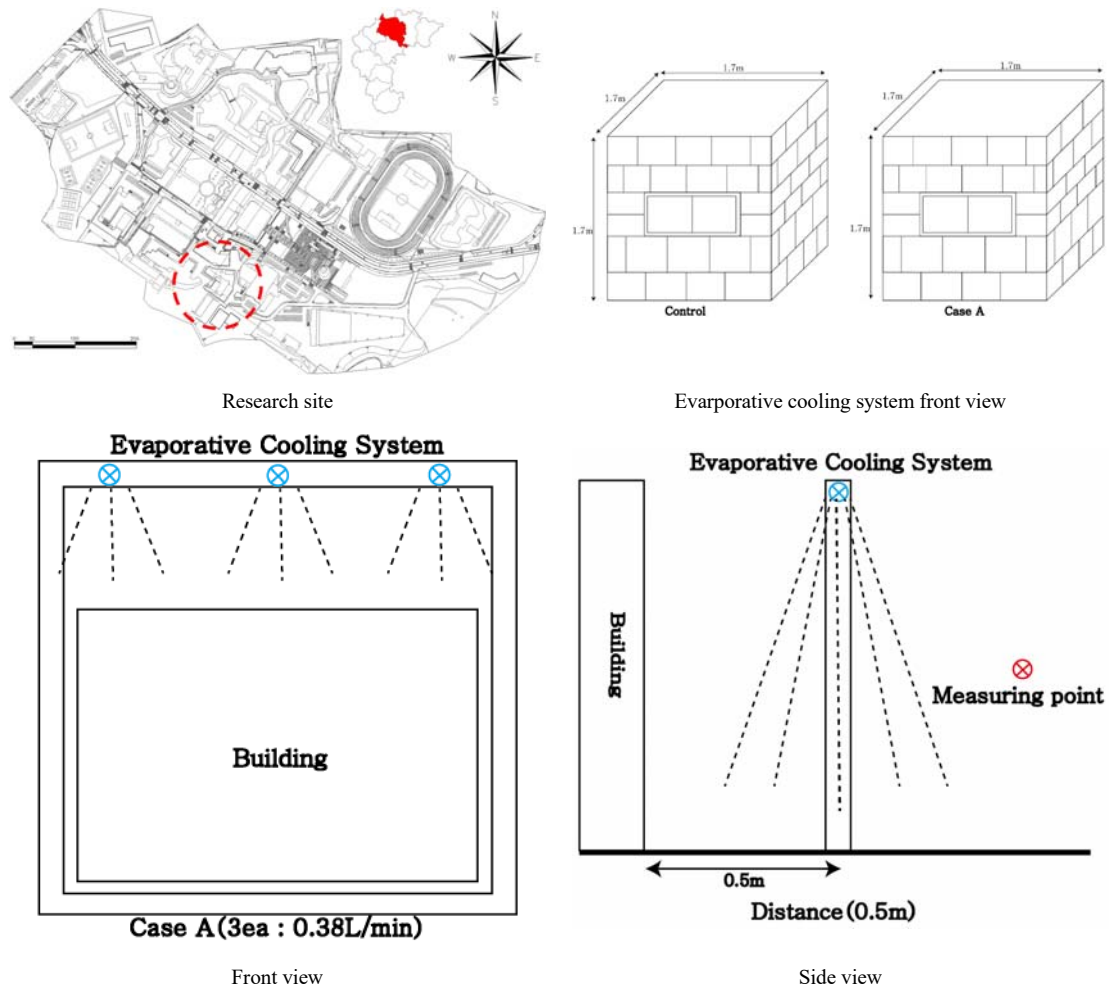 N
W
E
S
Research site
1.7m
1.7m
1.7m
Control
1.7m
1.7m
1.7m
Case A
Evarporative cooling system front view
Evaporative Cooling System
Building
Case A(3ea : 0.38L/min)
Front view
Evaporative Cooling System
Building
Measuring point
0.5m
Distance(0.5m)
Side view